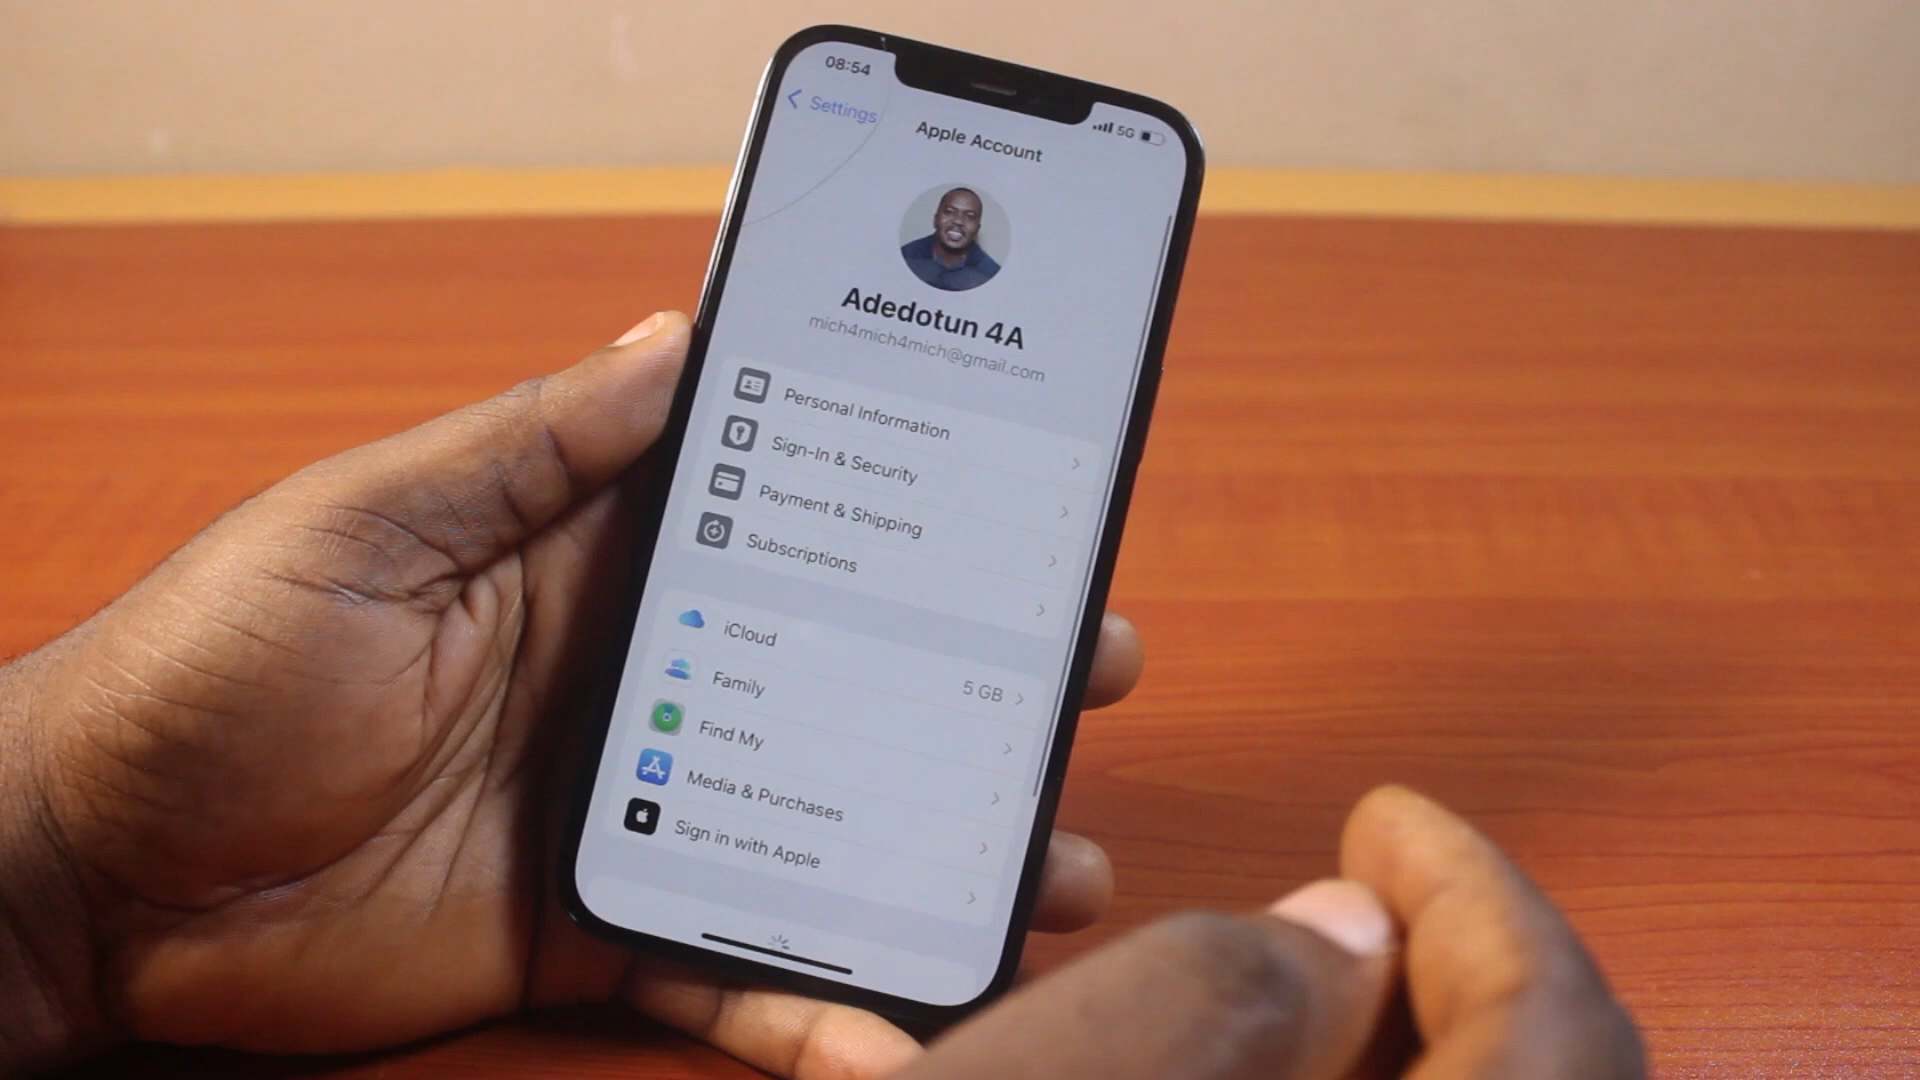 08:54
5G
Settings
Apple Account
Adedotun 4A
mich4mich4mich@gmail.com
Personal Information
Sign-In & Security
Payment & Shipping
Subscriptions
iCloud
5 GB
Family
Find My
Media & Purchases
Sign in with Apple